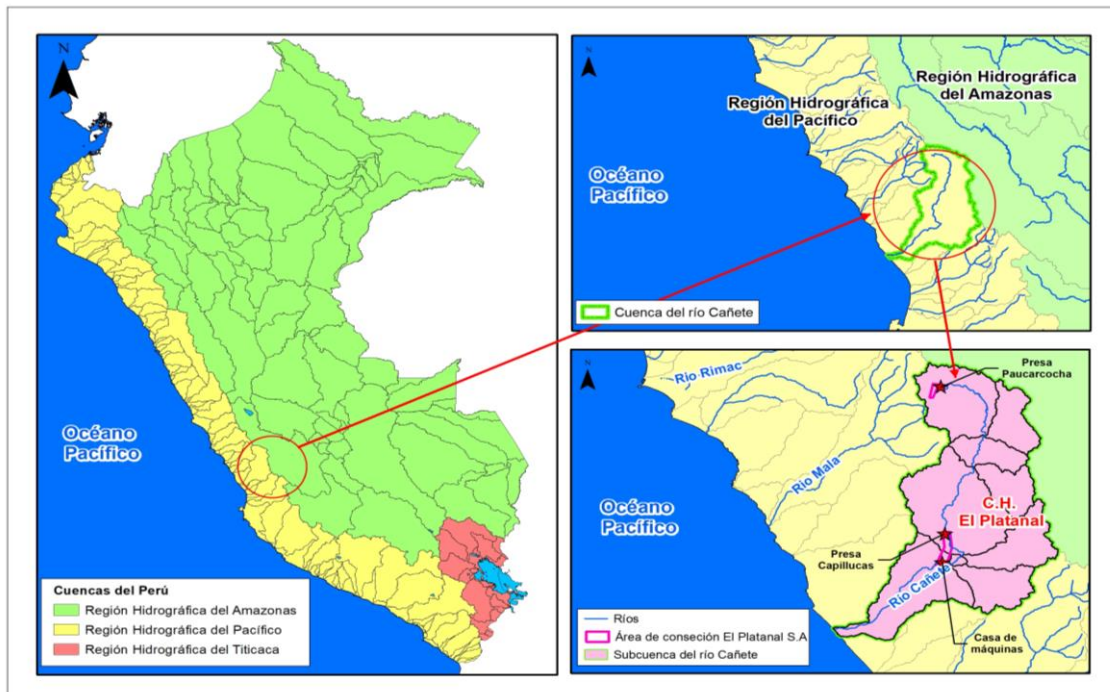 N
Océano
Pacífico
Cuencas del Perú
Región Hidrográfica del Amazonas
Región Hidrográfica del Pacífico
Región Hidrográfica del Titicaca
N
Región Hidrográfica
del Amazonas
Región Hidrográfica
del Pacífico
Océano
Pacífico
Cuenca del río Cañete
N
Río Rimac
Presa
Paucarcocha
Río Mala
Océano
Pacífico
C.H.
El Platanal
Presa
Capillucas
Río Cañete
Casa de
máquinas
Ríos
Área de conseción El Platanal S.A
Subcuenca del río Cañete